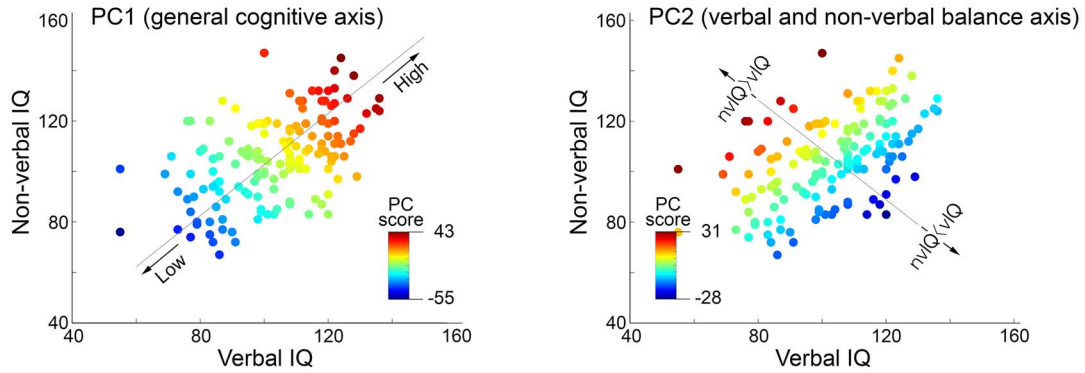 PC1 (general cognitive axis)
160
120
80
40
Non-verbal IQ
High
Low
PC
score
43
-55
40
80
120
160
Verbal IQ
PC2 (verbal and non-verbal balance axis)
160
120
80
40
Non-verbal IQ
nvIQ〉vIQ
nvIQ〈vIQ
PC
score
31
-28
40
80
120
160
Verbal IQ